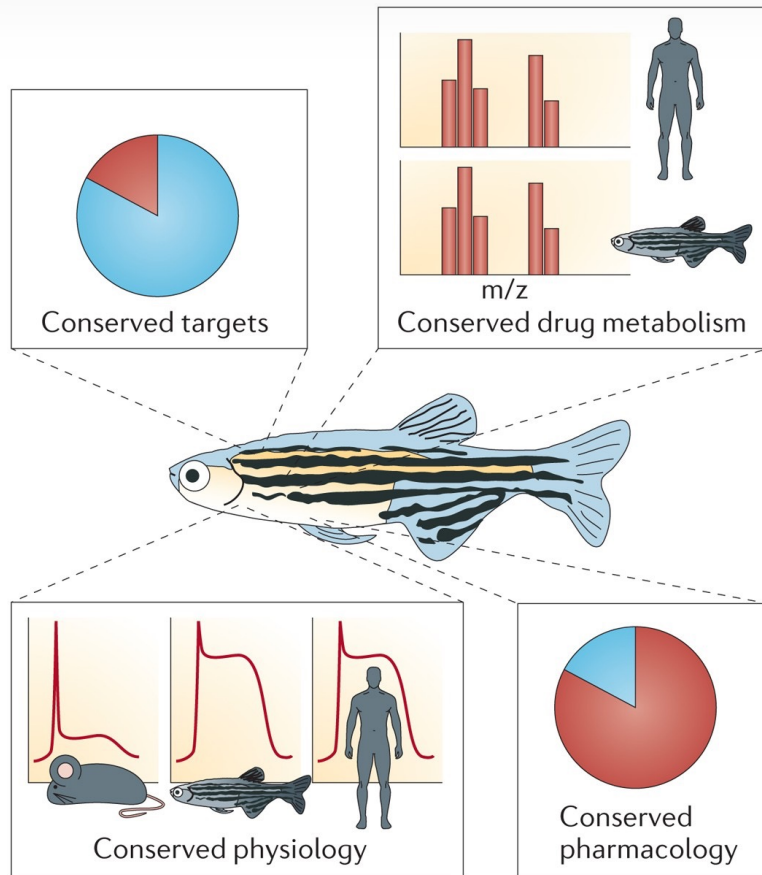 Conserved targets
m/z
Conserved drug metabolism
Conserved physiology
Conserved
pharmacology